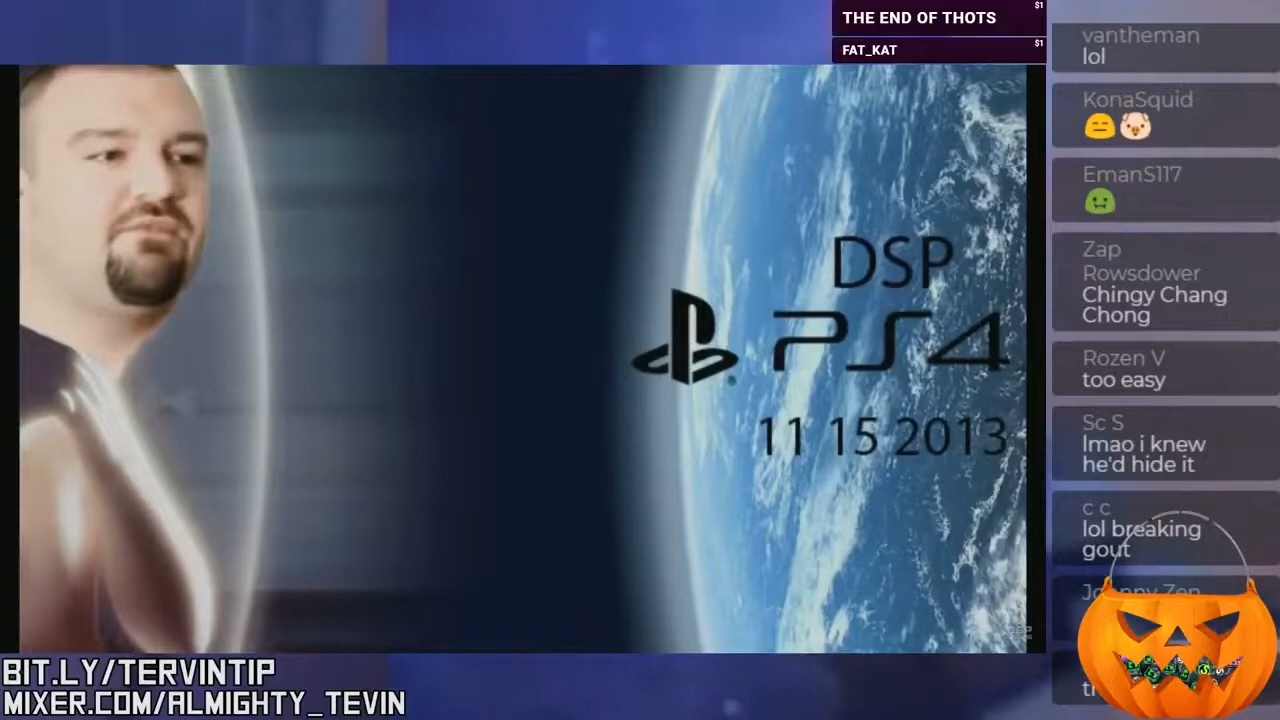 THE END OF THOTS
$1
FAT_KAT
$1
DSP
PS4
11 15 2013
vantheman
lol
KonaSquid
EmanS117
Zap
Rowsdower
Chingy Chang
Chong
Rozen V
too easy
Sc S
lmao i knew
he'd hide it
C C
lol breaking
gout
BIT.LY/TERVINTIP
MIXER.COM/ALMIGHTY_TEVIN